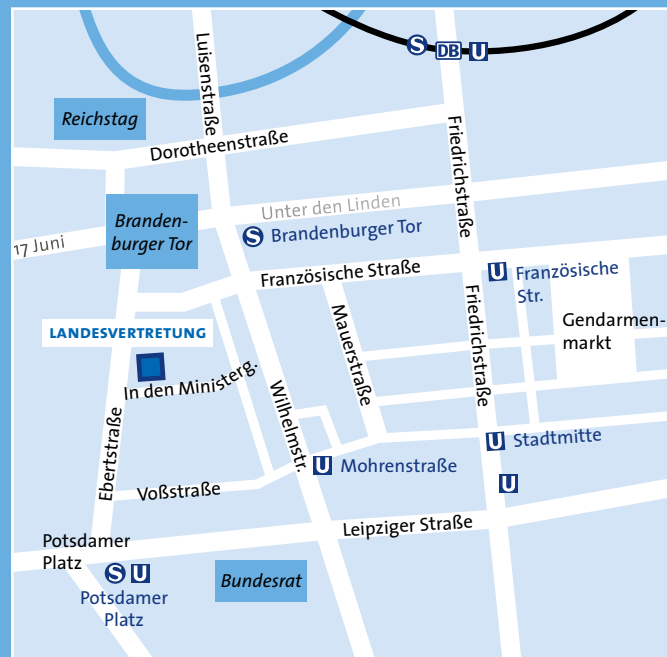 Luisenstraße
S
DB
U
Reichstag
Dorotheenstraße
Friedrichstraße
Unter den Linden
Branden-
burger Tor
17 Juni
S Brandenburger Tor
Französische Straße
U Französische
Str.
Friedrichstraße
Mauerstraße
Gendarmen-
markt
LANDESVERTRETUNG
In den Ministerg.
Wilhelmstr.
Ebertstraße
U Stadtmitte
U Mohrenstraße
U
Voßstraße
Leipziger Straße
Potsdamer
Platz
S U
Potsdamer
Platz
Bundesrat